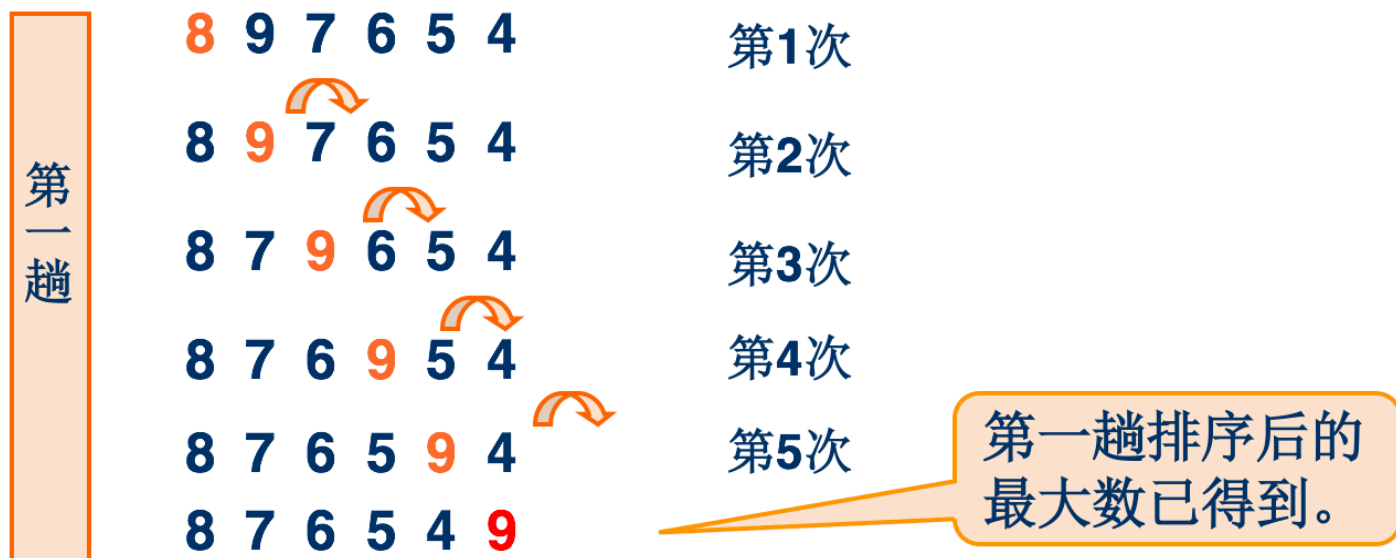 第一趟
8 9 7 6 5 4 第1次
8 9 7 6 5 4 第2次
8 7 9 6 5 4 第3次
8 7 6 9 5 4 第4次
8 7 6 5 9 4 第5次
8 7 6 5 4 9
第一趟排序后的
最大数已得到。